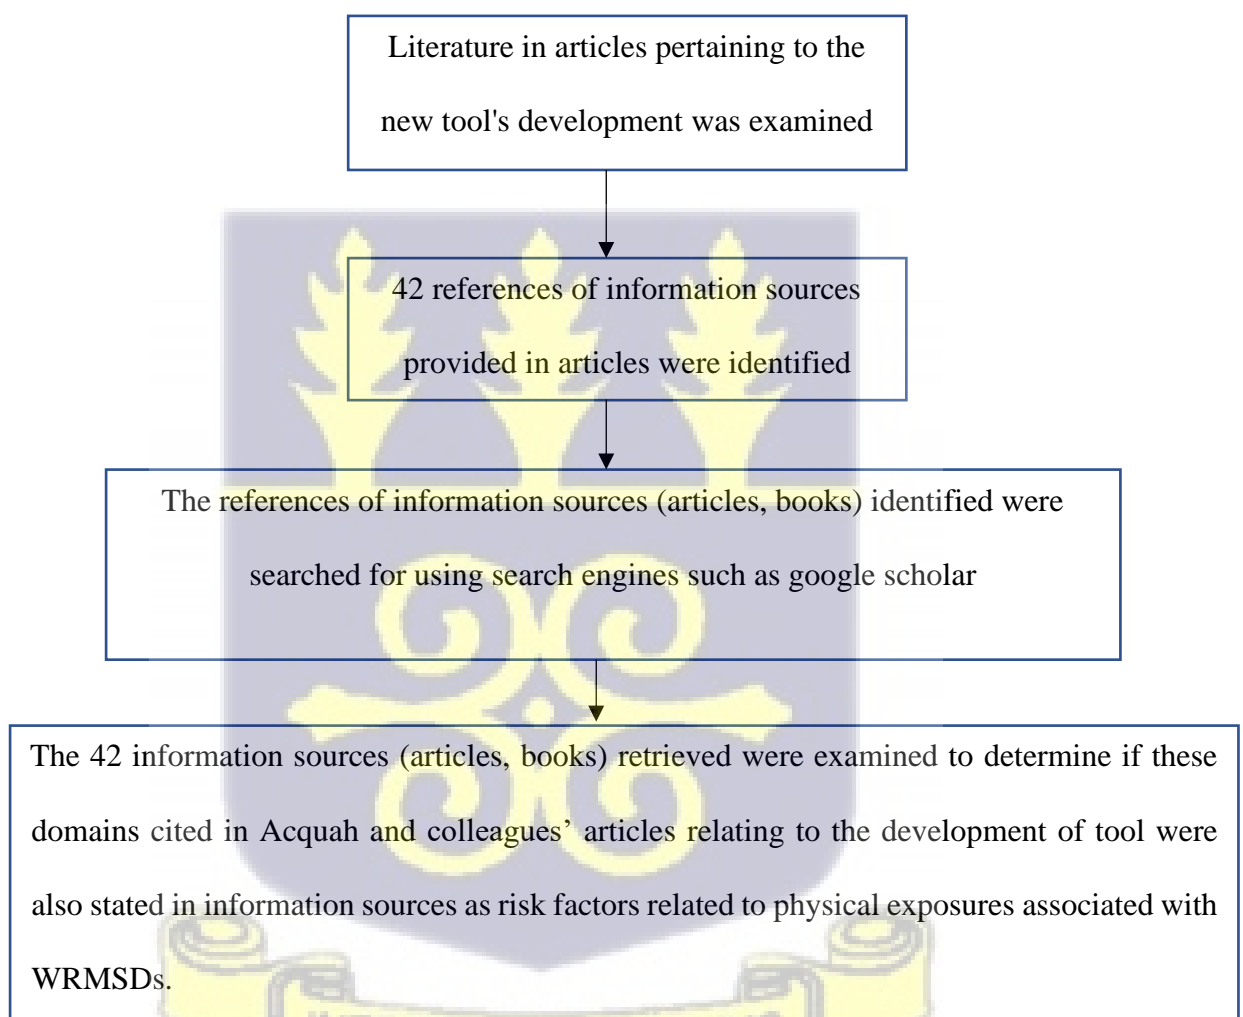 Literature in articles pertaining to the
new tool's development was examined
42 references of information sources
provided in articles were identified
The references of information sources (articles, books) identified were
searched for using search engines such as google scholar
The 42 information sources (articles, books) retrieved were examined to determine if these
domains cited in Acquah and colleagues’ articles relating to the development of tool were
also stated in information sources as risk factors related to physical exposures associated with
WRMSDs.